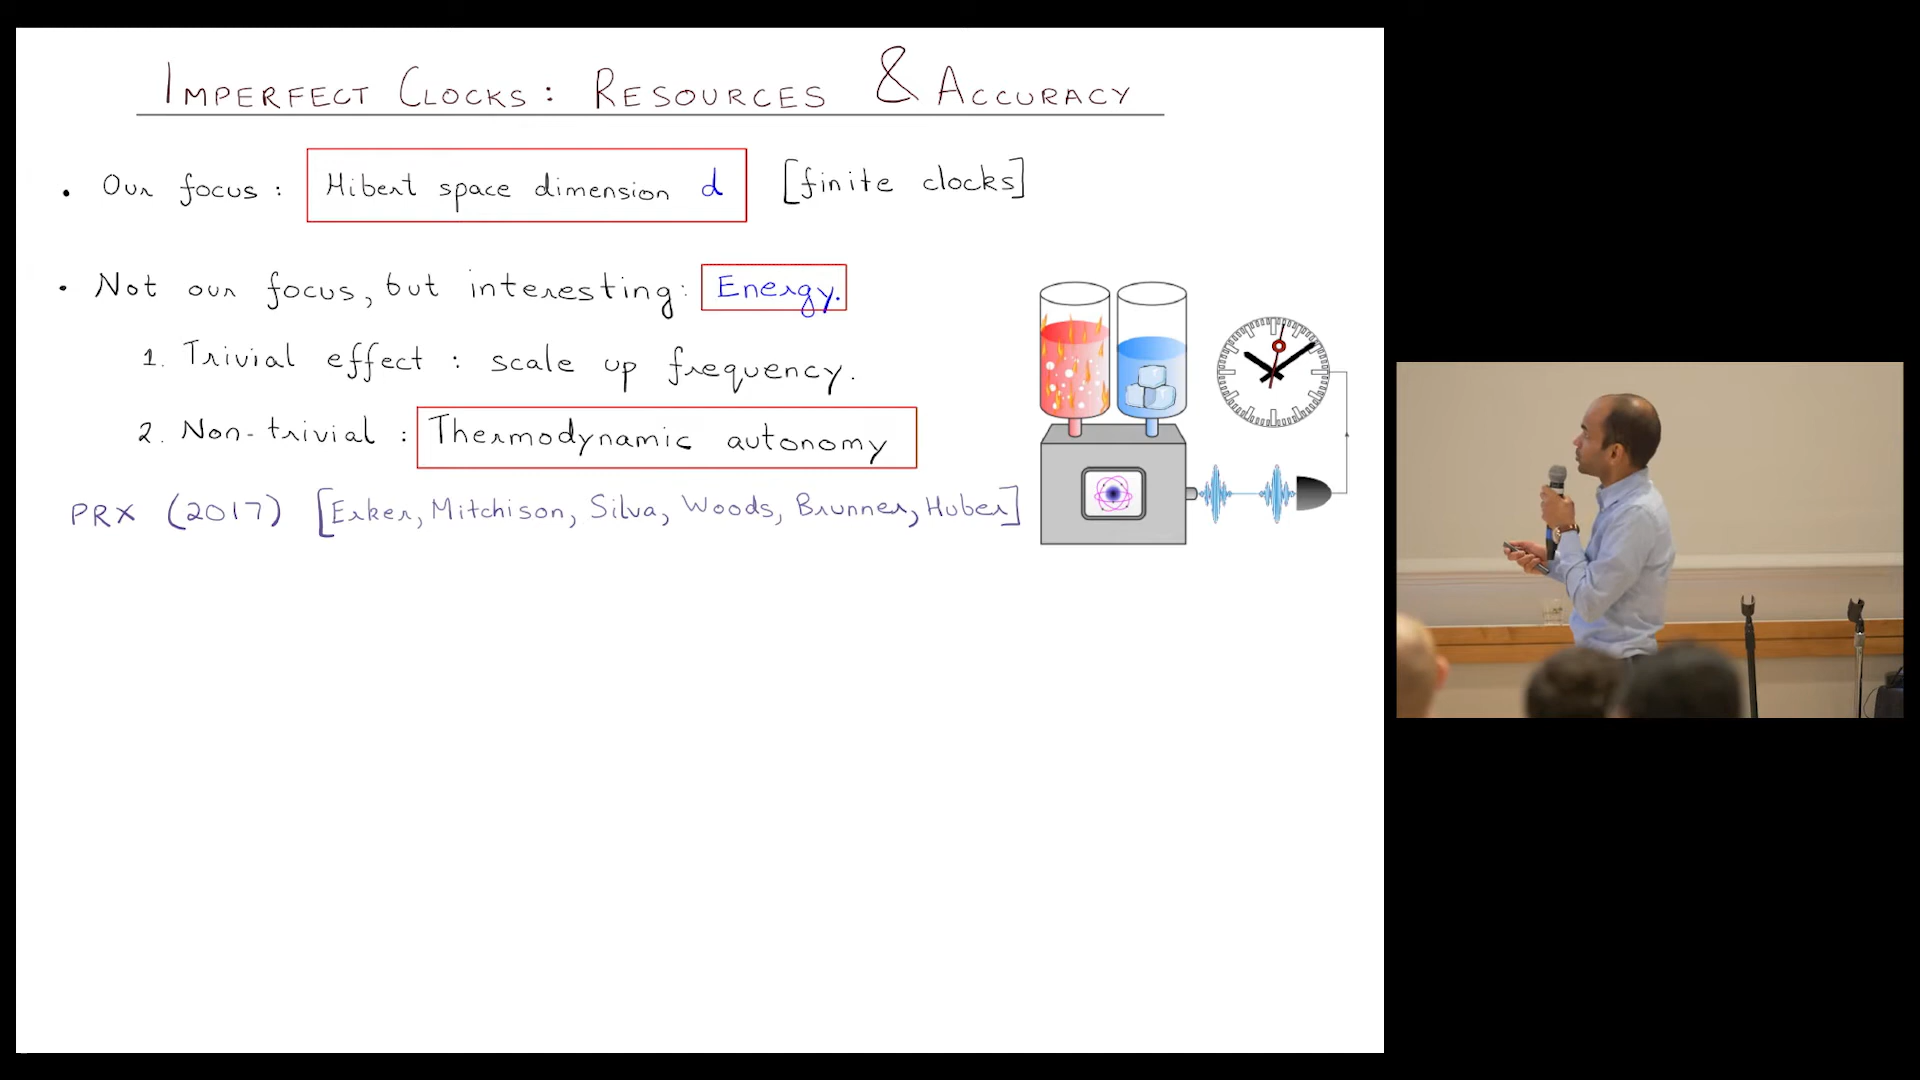 IMPERFECT CLOCKS: RESOURCES & ACCURACY
• Our focus: Hibert space dimension d [finite clocks]
• Not our focus, but interesting: Energy.
1. Trivial effect: scale up frequency.
2. Non-trivial: Thermodynamic autonomy
PRX (2017) [Erker, Mitchison, Silva, Woods, Brunner, Huber]